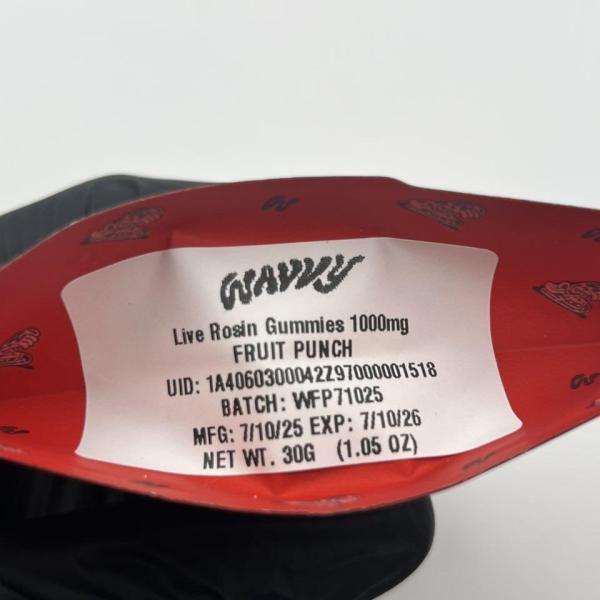 WAVVY
Live Rosin Gummies 1000mg
FRUIT PUNCH
UID: 1A4060300042Z97000001518
BATCH: WFP71025
MFG: 7/10/25 EXP: 7/10/26
NET WT. 30G (1.05 OZ)